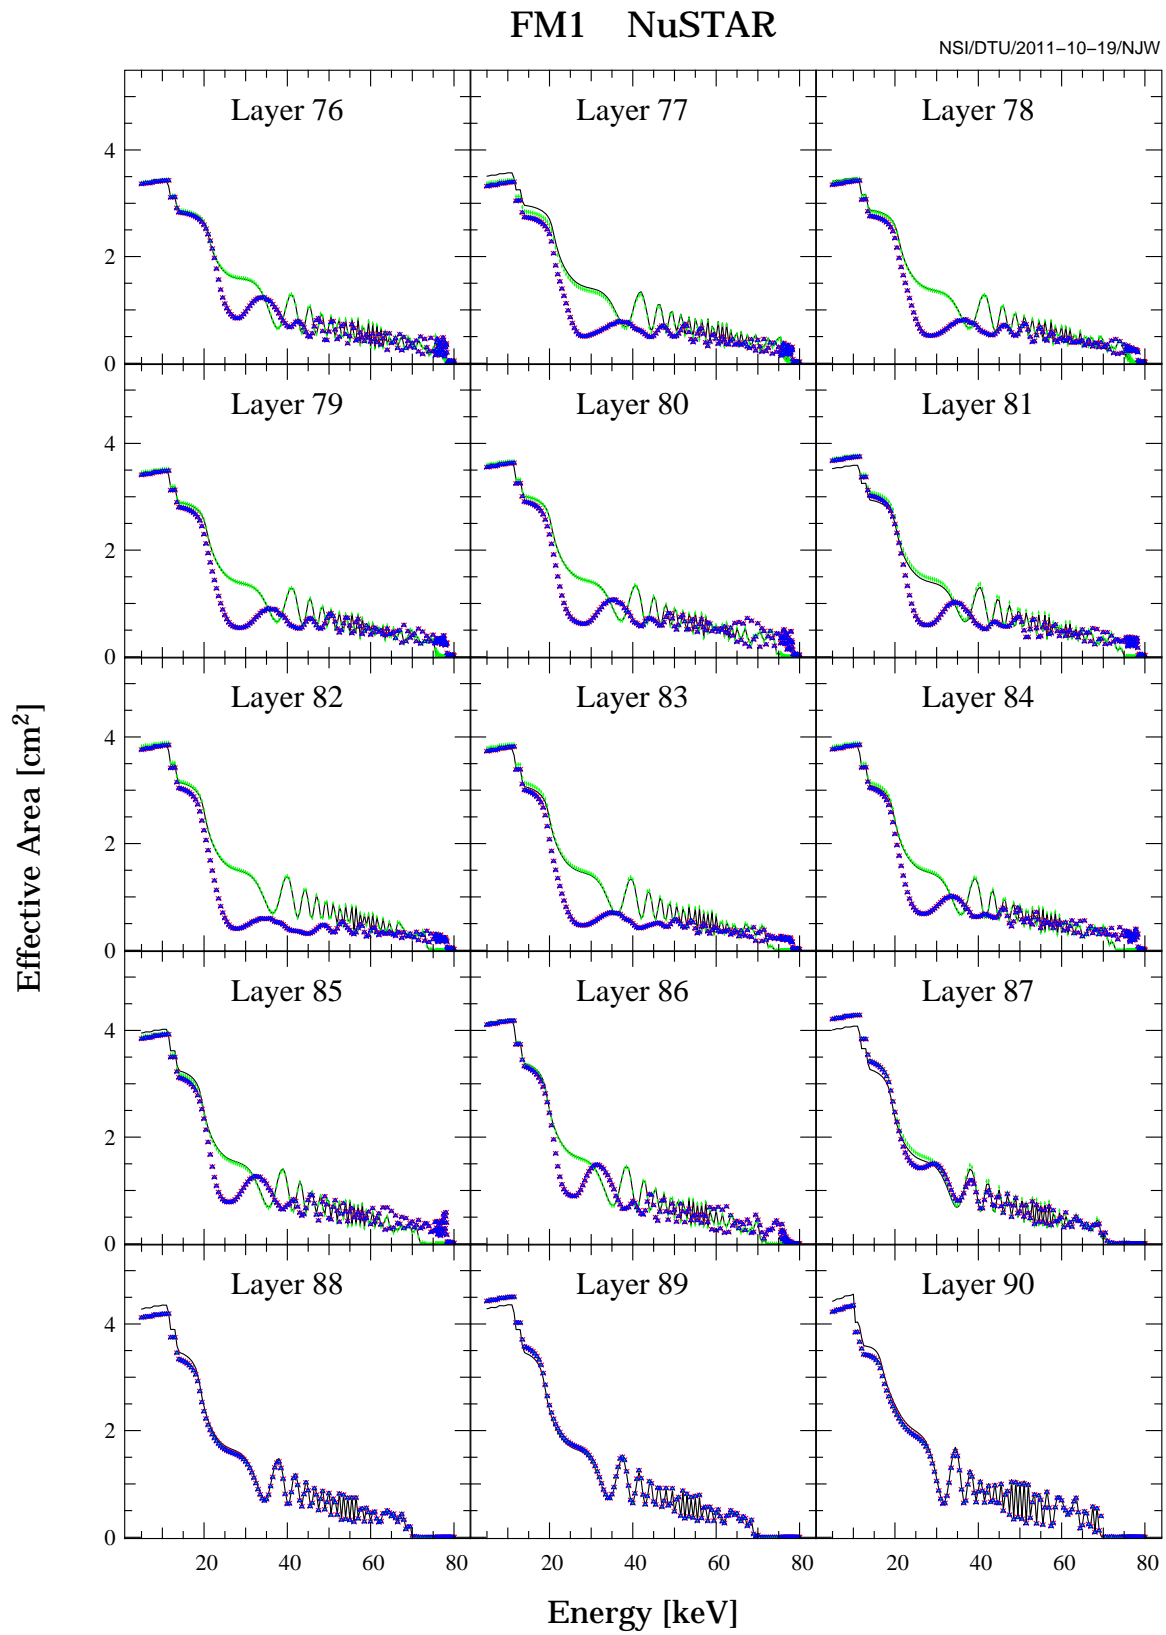 FM1 NuSTAR
NSI/DTU/2011−10−19/NJW
Layer 76 Layer 77 Layer 78
4
2
0
Layer 79 Layer 80 Layer 81
4
2
0
Layer 82 Layer 83 Layer 84
4
2
0
Layer 85 Layer 86 Layer 87
4
2
0
Layer 88 Layer 89 Layer 90
4
2
0
20 40 60 80 20 40 60 80 20 40 60 80
Energy [keV]
Effective Area [cm²]